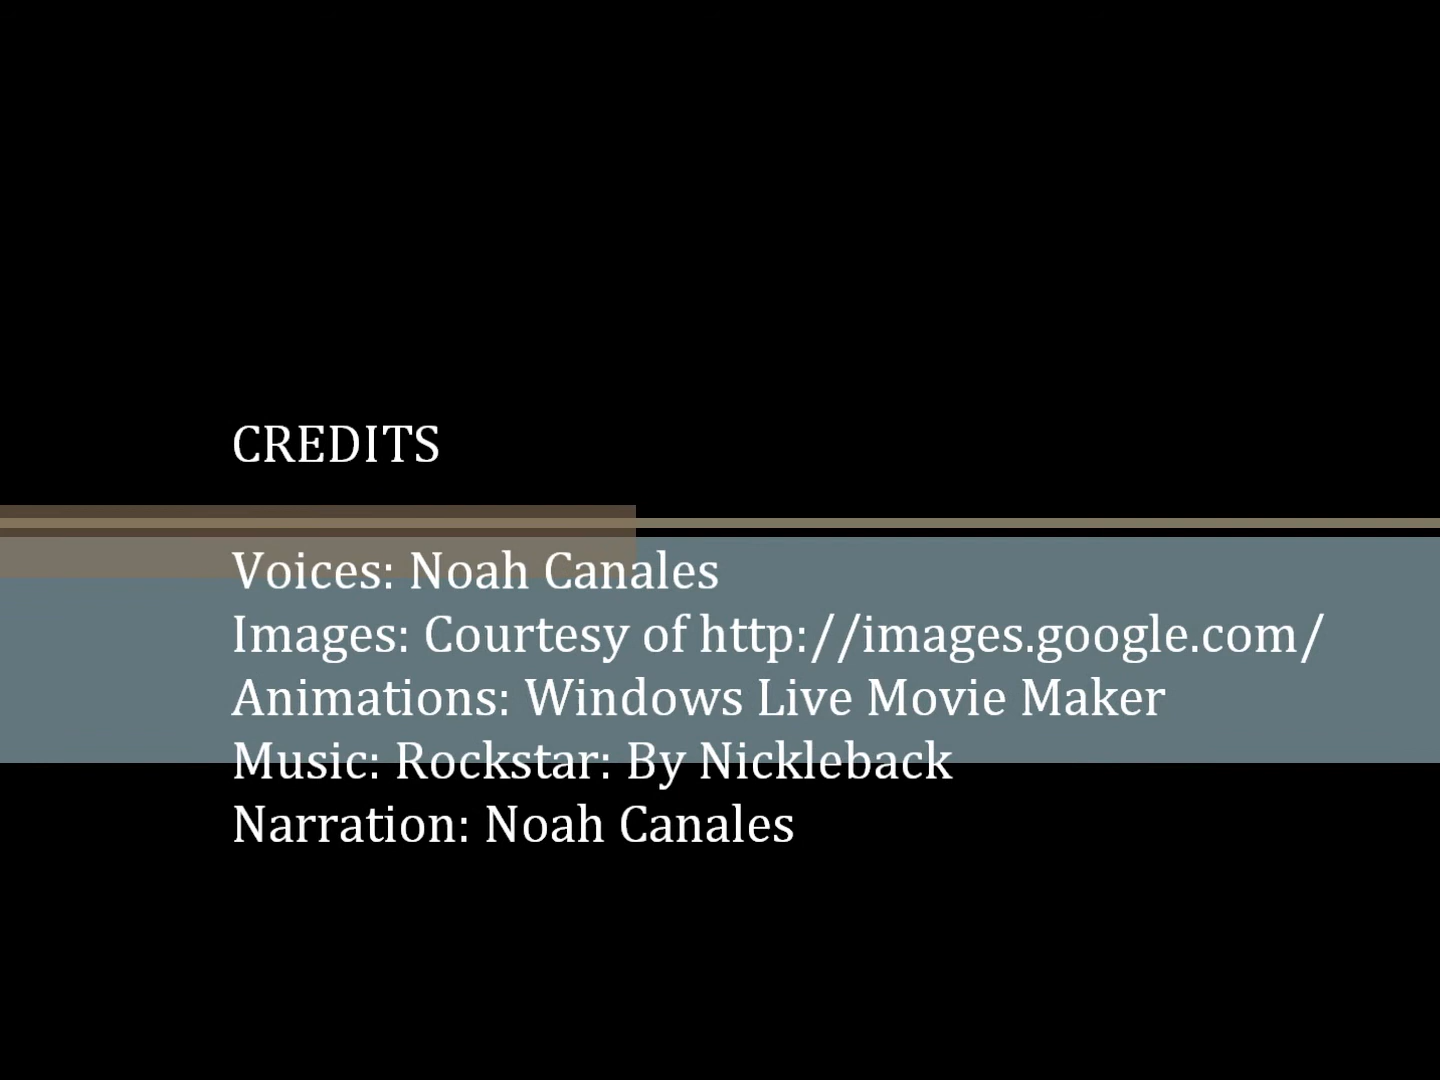 CREDITS
Voices: Noah Canales
Images: Courtesy of http://images.google.com/
Animations: Windows Live Movie Maker
Music: Rockstar: By Nickleback
Narration: Noah Canales